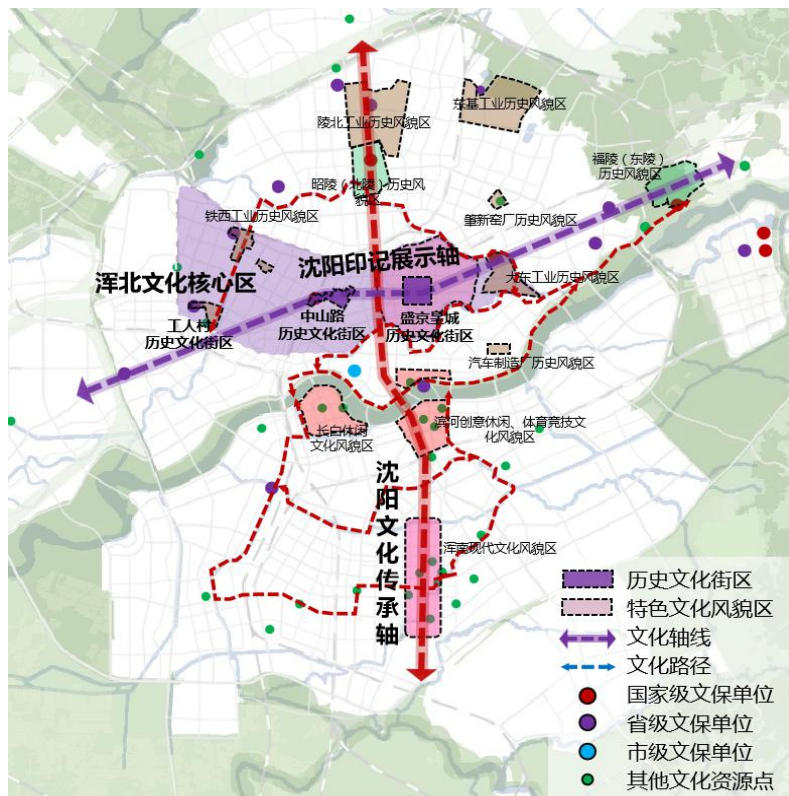 陵北工业历史风貌区
东基工业历史风貌区
昭陵（北陵）历史风
貌区
福陵（东陵）
历史风貌区
铁西工业历史风貌区
肇新窑厂历史风貌区
沈阳印记展示轴
浑北文化核心区
大东工业历史风貌区
工人村
历史文化街区
中山路
历史文化街区
盛京皇城
历史文化街区
汽车制造厂历史风貌区
长白休闲
文化风貌区
滨河创意休闲、体育竞技文
化风貌区
沈阳文化传承轴
浑南现代文化风貌区
历史文化街区
特色文化风貌区
文化轴线
文化路径
国家级文保单位
省级文保单位
市级文保单位
其他文化资源点